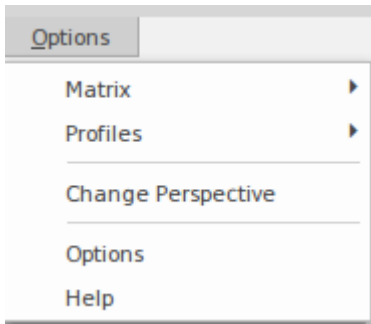 Options
Matrix
Profiles
Change Perspective
Options
Help